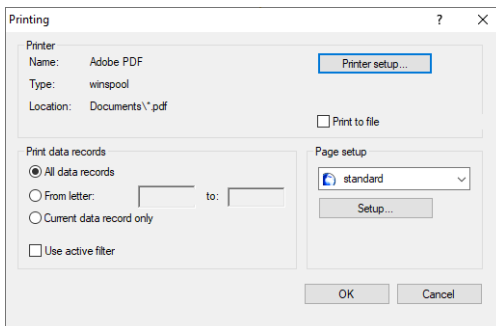 Printing
?
Printer
Name: Adobe PDF
Printer setup...
Type: winspool
Location: Documents\*.pdf
Print to file
Print data records
All data records
From letter: to:
Current data record only
Use active filter
Page setup
standard
Setup...
OK
Cancel